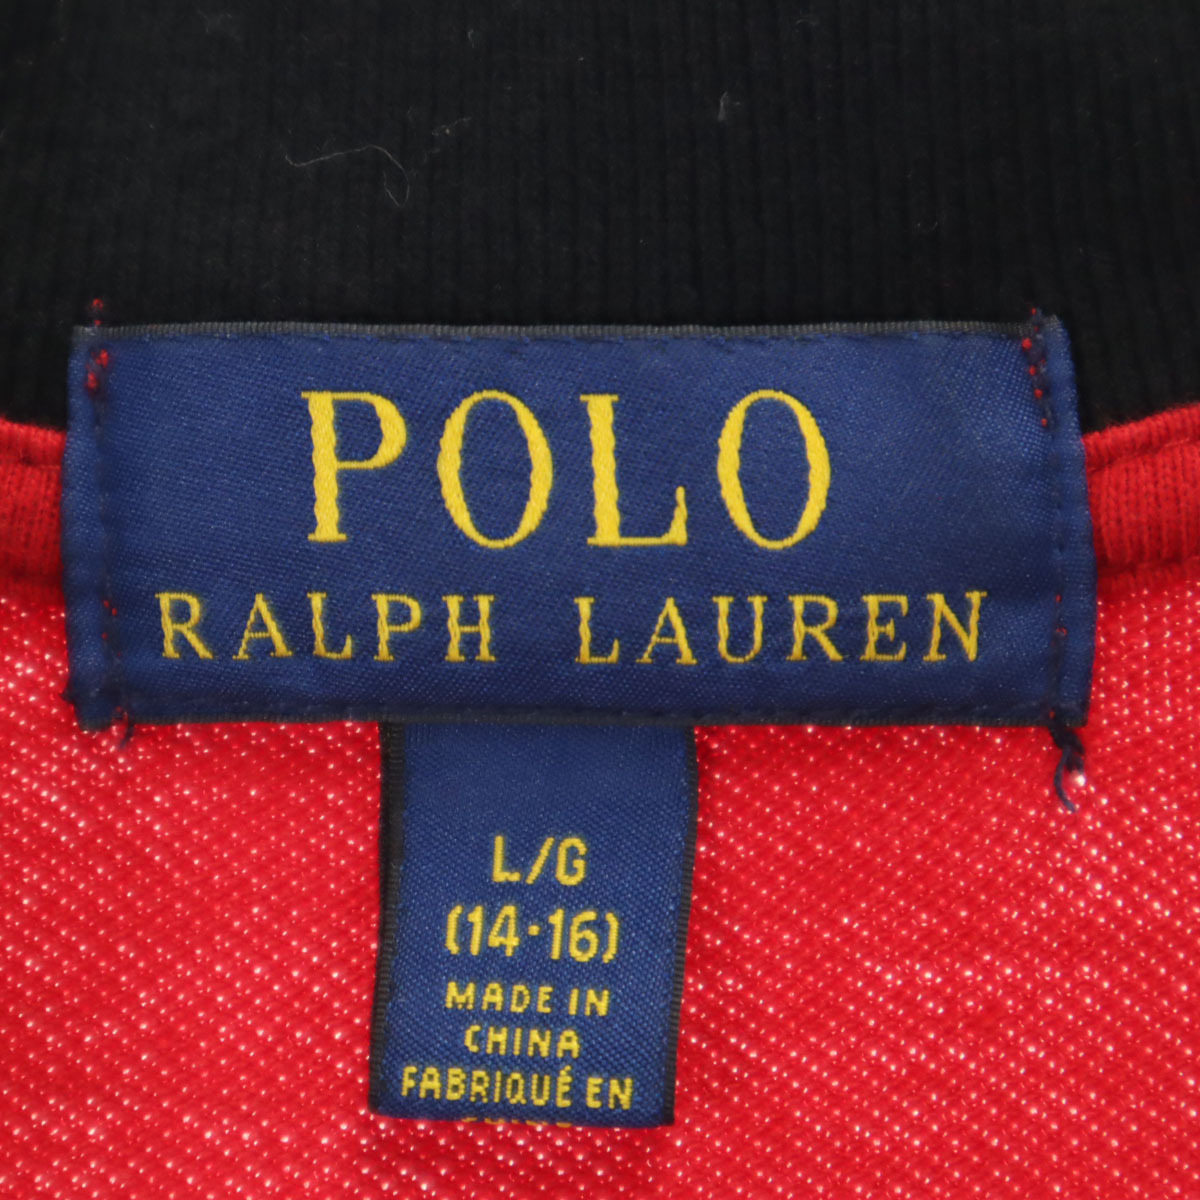 POLO
RALPH LAUREN
L/G
(14·16)
MADE IN
CHINA
FABRIQUÉ EN